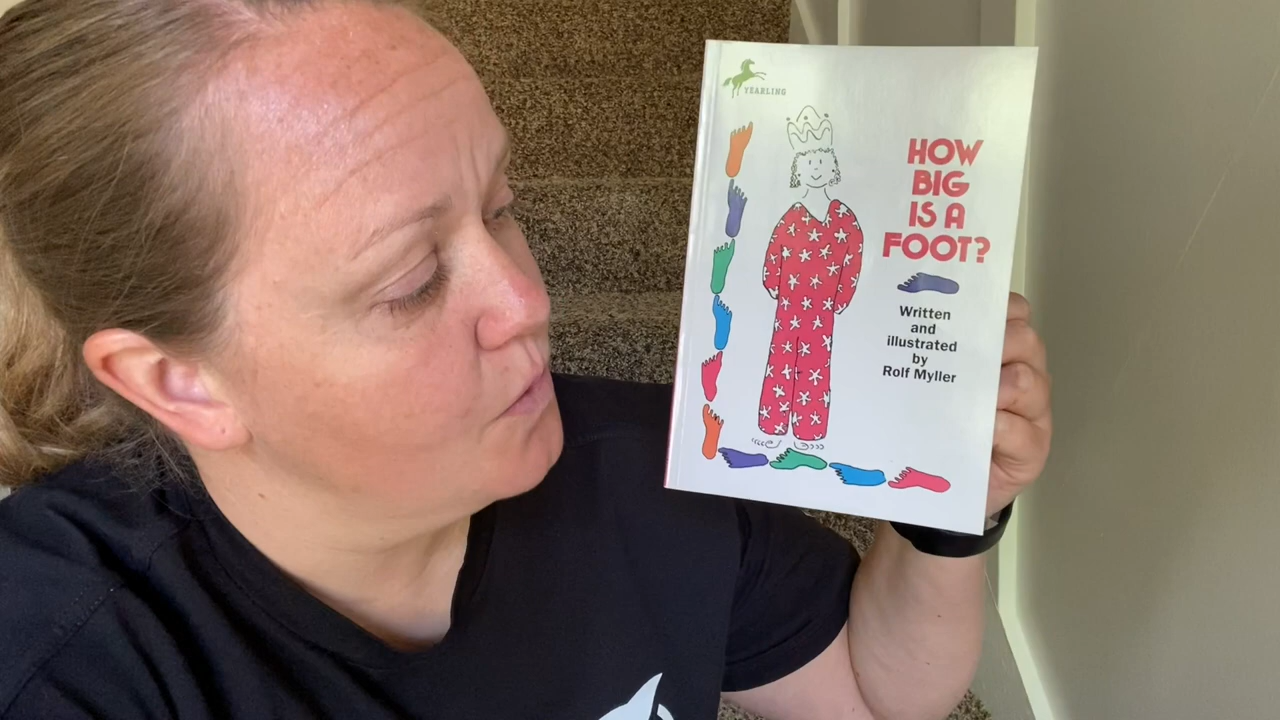 YEARLING
HOW
BIG
IS A
FOOT?
Written
and
illustrated
by
Rolf Myller